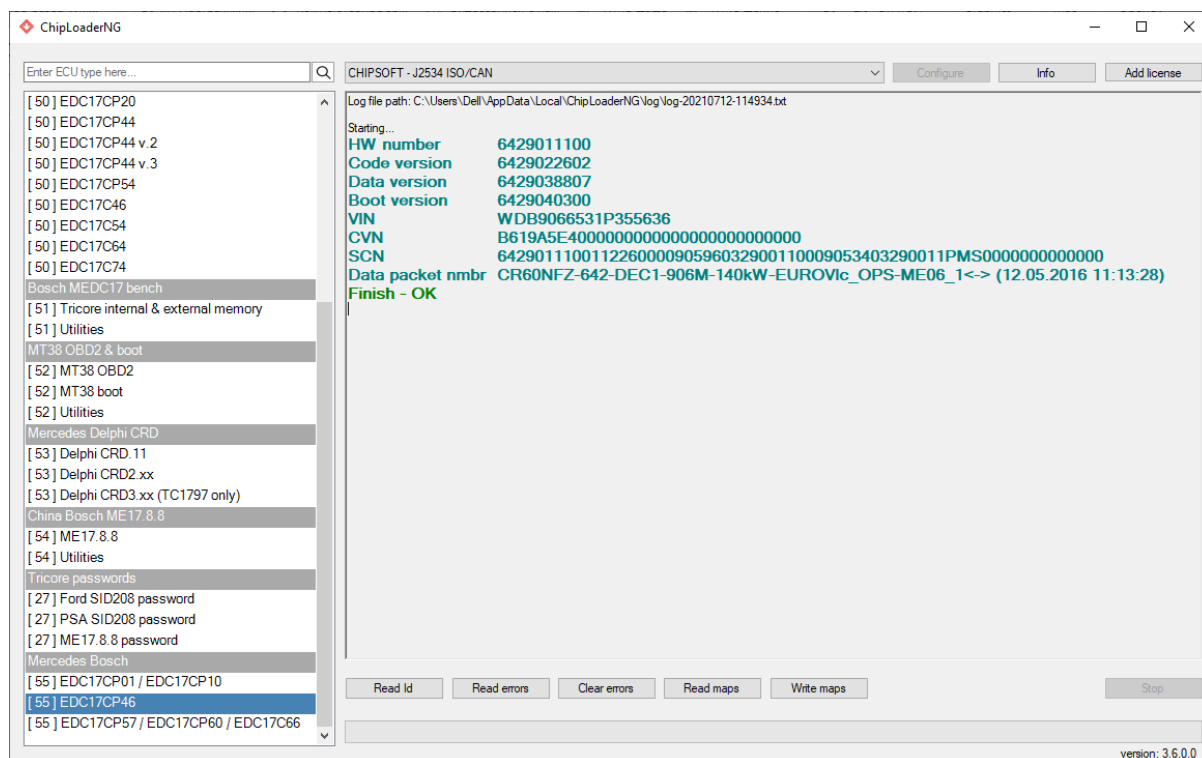 ChipLoaderNG
Enter ECU type here...
CHIPSOFT - J2534 ISO/CAN
Configure
Info
Add license
[ 50 ] EDC17CP20
[ 50 ] EDC17CP44
[ 50 ] EDC17CP44 v.2
[ 50 ] EDC17CP44 v.3
[ 50 ] EDC17CP54
[ 50 ] EDC17C46
[ 50 ] EDC17C54
[ 50 ] EDC17C64
[ 50 ] EDC17C74
Bosch MEDC17 bench
[ 51 ] Tricore internal & external memory
[ 51 ] Utilities
MT38 OBD2 & boot
[ 52 ] MT38 OBD2
[ 52 ] MT38 boot
[ 52 ] Utilities
Mercedes Delphi CRD
[ 53 ] Delphi CRD.11
[ 53 ] Delphi CRD2.xx
[ 53 ] Delphi CRD3.xx (TC1797 only)
China Bosch ME17.8.8
[ 54 ] ME17.8.8
[ 54 ] Utilities
Tricore passwords
[ 27 ] Ford SID208 password
[ 27 ] PSA SID208 password
[ 27 ] ME17.8.8 password
Mercedes Bosch
[ 55 ] EDC17CP01 / EDC17CP10
[ 55 ] EDC17CP46
[ 55 ] EDC17CP57 / EDC17CP60 / EDC17C66
Log file path: C:\Users\Dell\AppData\Local\ChipLoaderNG\log\log-20210712-114934.txt
Starting...
HW number 6429011100
Code version 6429022602
Data version 6429038807
Boot version 6429040300
VIN WDB9066531P355636
CVN B619A5E4000000000000000000000000
SCN 64290111001122600009059603290011000905340329​0011PMS0000000000000
Data packet nmbr CR60NFZ-642-DEC1-906M-140kW-EUROVIc_OPS-ME06_1<-> (12.05.2016 11:13:28)
Finish - OK
Read Id
Read errors
Clear errors
Read maps
Write maps
Stop
version: 3.6.0.0